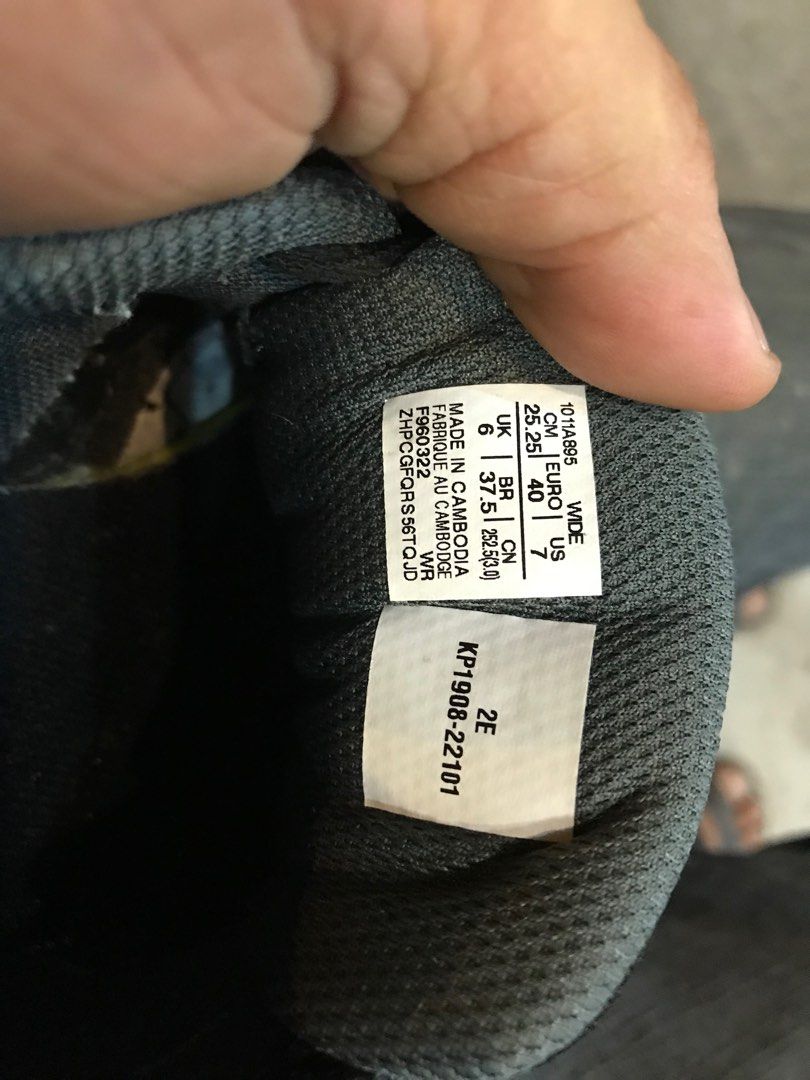 1011A895 WIDE
CM | EURO | US
25.25 | 40 | 7
UK | BR | CN
6 | 37.5 | 252.5(3.0)
MADE IN CAMBODIA
FABRIQUE AU CAMBODGE
F960322 WR
ZHPCGFQRS56TQJD
2E
KP1908-22101